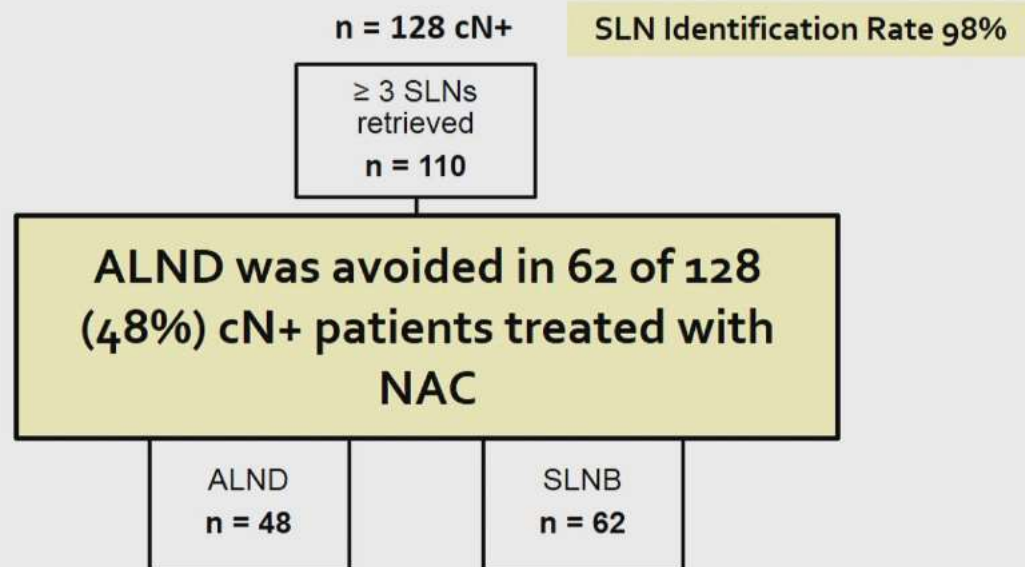 n = 128 cN+
SLN Identification Rate 98%
≥ 3 SLNs
retrieved
n = 110
ALND was avoided in 62 of 128
(48%) cN+ patients treated with
NAC
ALND
n = 48
SLNB
n = 62